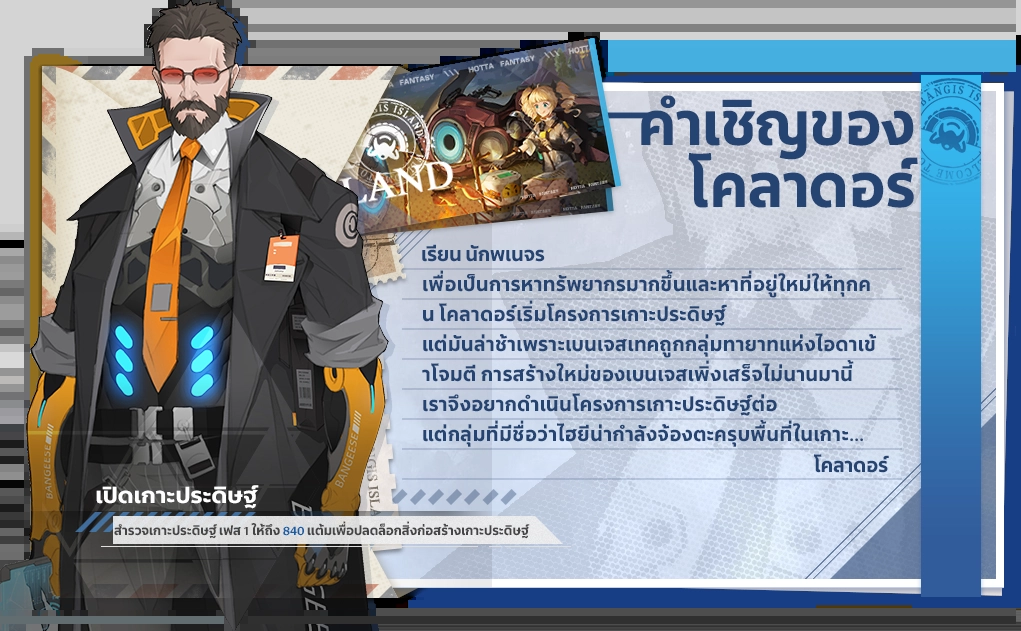 FANTASY \\\ HOTTA FANTASY \\\ HOTT
GIS ISLAND
LAND
HOTTA FANTASY
คำเชิญของ
โคลาดอร์
BANGIS IS
COME TO
เรียน นักพเนจร
เพื่อเป็นการหาทรัพยากรมากขึ้นและหาที่อยู่ใหม่ให้ทุกค
น โคลาดอร์เริ่มโครงการเกาะประดิษฐ์
แต่มันล่าช้าเพราะเบนเจสเทคถูกกลุ่มทายาทแห่งไอดาเข้
าโจมตี การสร้างใหม่ของเบนเจสเพิ่งเสร็จไม่นานมานี้
เราจึงอยากดำเนินโครงการเกาะประดิษฐ์ต่อ
แต่กลุ่มที่มีชื่อว่าไฮยีน่ากำลังจ้องตะครุบพื้นที่ในเกาะ...
โคลาดอร์
BANGEESE
BANGEESE
GIS ISLA
เปิดเกาะประดิษฐ์
สำรวจเกาะประดิษฐ์ เฟส 1 ให้ถึง 840 แต้มเพื่อปลดล็อกสิ่งก่อสร้างเกาะประดิษฐ์